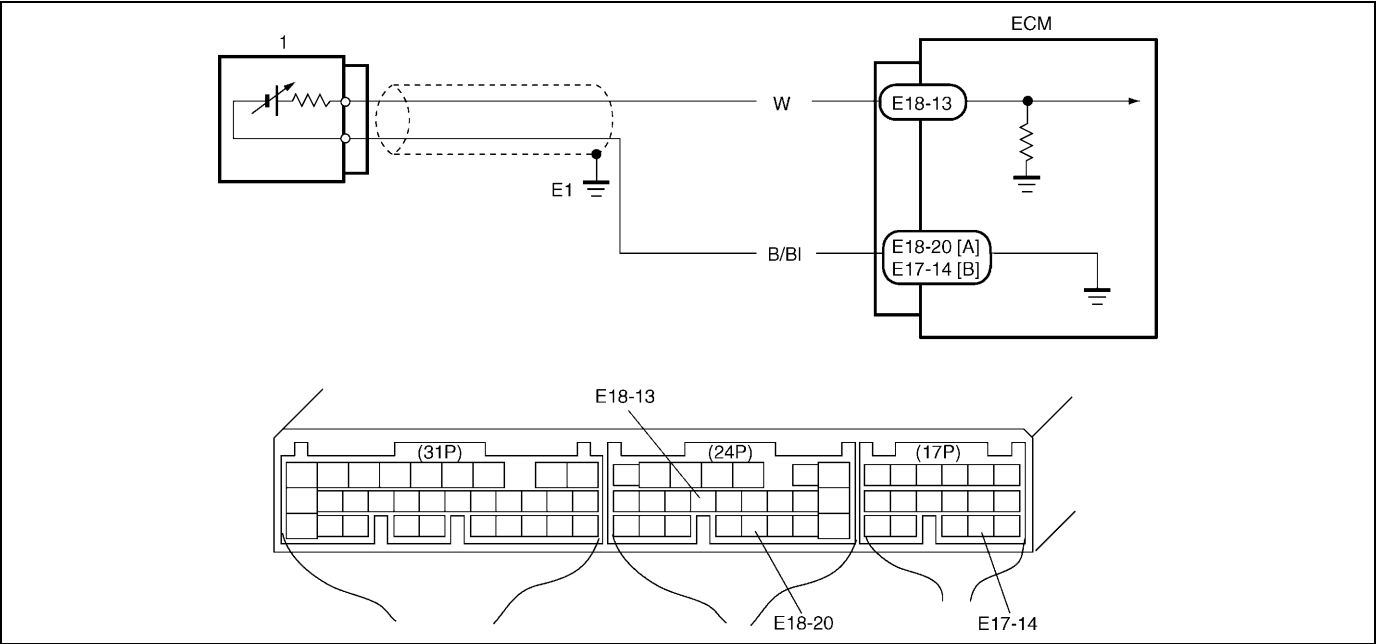 1
ECM
W
E18-13
E1
B/Bl
E18-20 [A]
E17-14 [B]
E18-13
(31P)
(24P)
(17P)
E18-20
E17-14